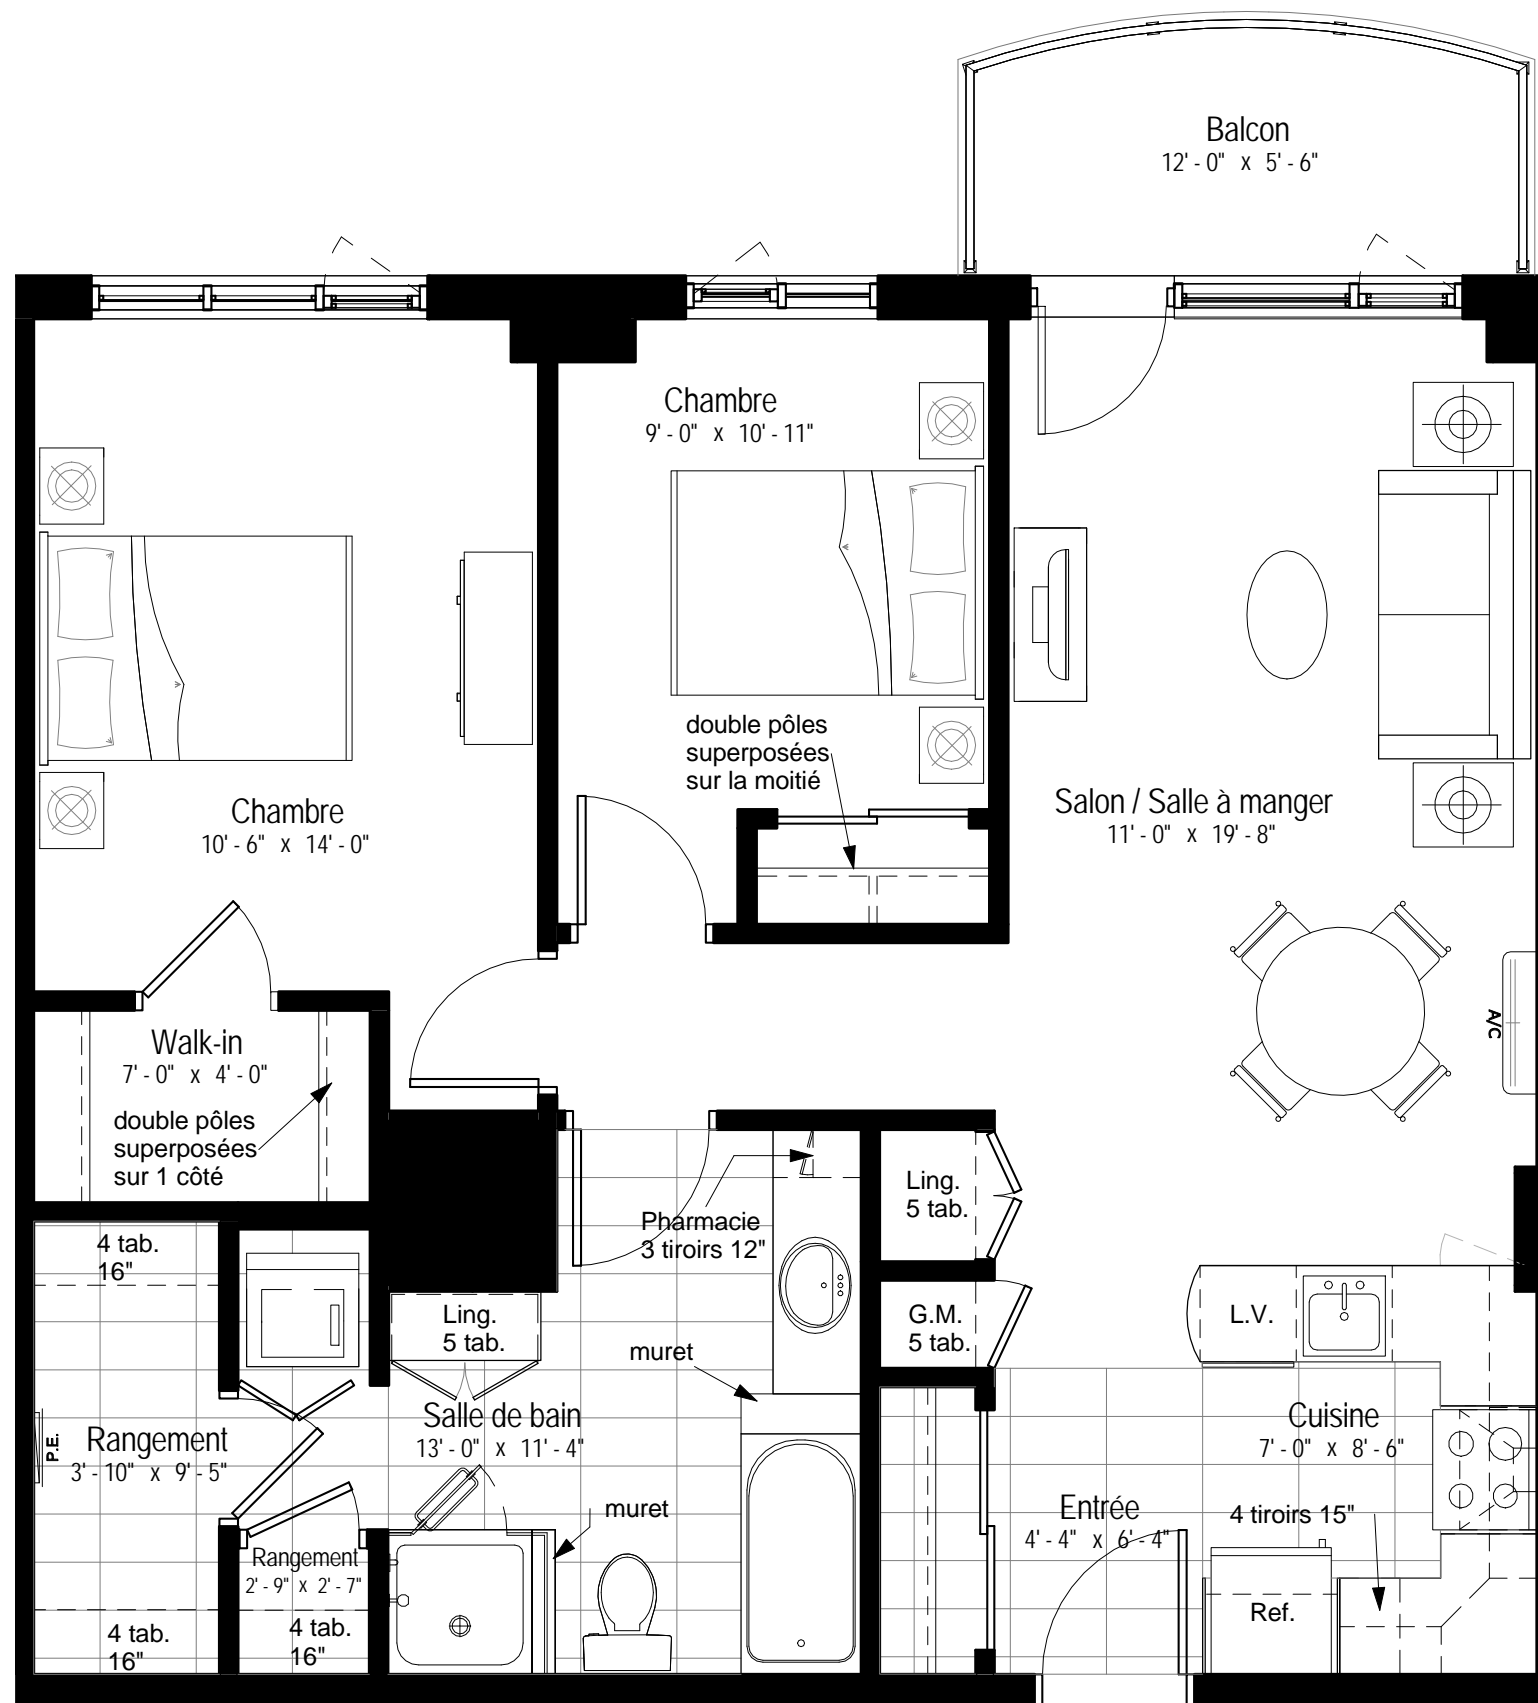 Balcon
12' - 0" x 5' - 6"
Chambre
9' - 0" x 10' - 11"
double pôles
superposées
sur la moitié
Chambre
10' - 6" x 14' - 0"
Salon / Salle à manger
11' - 0" x 19' - 8"
A/C
Walk-in
7' - 0" x 4' - 0"
double pôles
superposées
sur 1 côté
Ling.
5 tab.
Pharmacie
3 tiroirs 12"
4 tab.
16"
Ling.
5 tab.
G.M.
5 tab.
L.V.
muret
Salle de bain
13' - 0" x 11' - 4"
Cuisine
7' - 0" x 8' - 6"
P.E.
Rangement
3' - 10" x 9' - 5"
muret
Entrée
4' - 4" x 6' - 4"
4 tiroirs 15"
Rangement
2' - 9" x 2' - 7"
Ref.
4 tab.
16"
4 tab.
16"